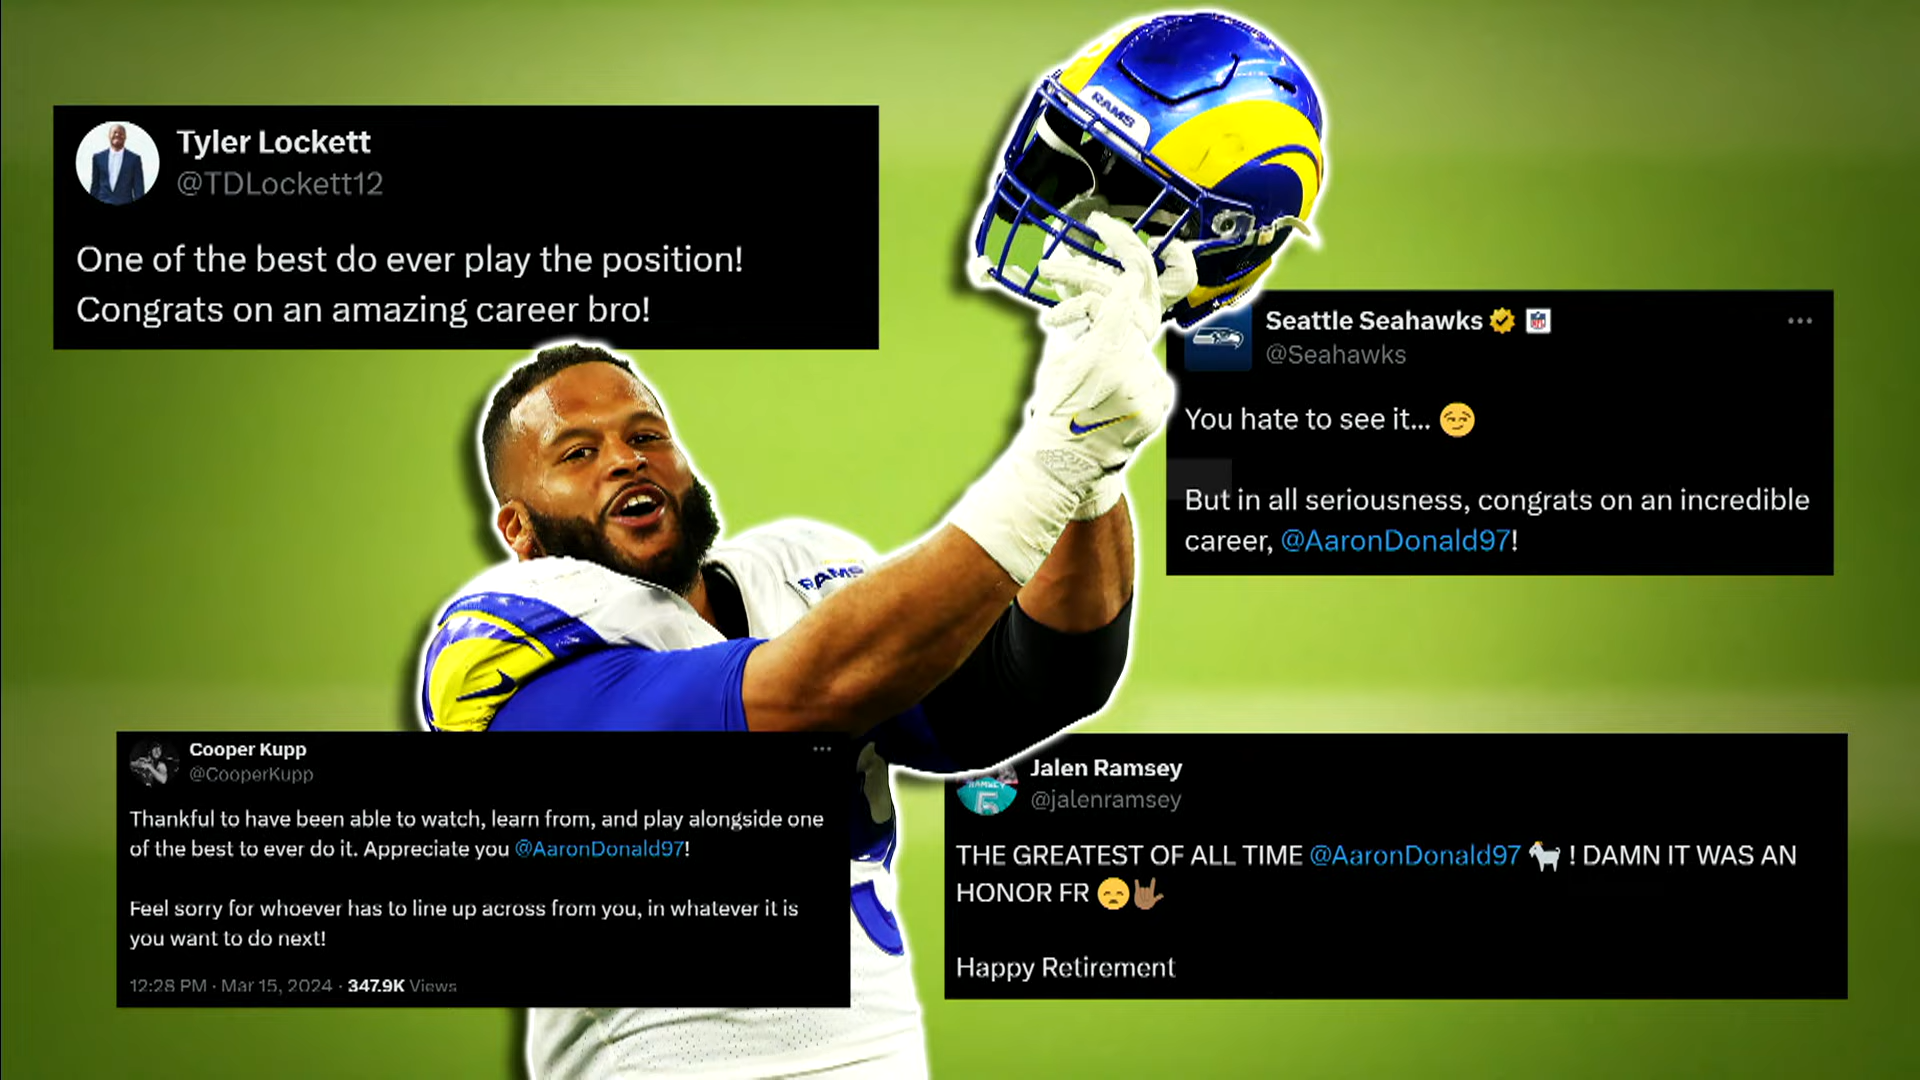 Tyler Lockett
@TDLockett12
One of the best do ever play the position!
Congrats on an amazing career bro!
RAMS
Seattle Seahawks
@Seahawks
You hate to see it... 😏
But in all seriousness, congrats on an incredible
career, @AaronDonald97!
RAMS
Cooper Kupp
@CooperKupp
Thankful to have been able to watch, learn from, and play alongside one
of the best to ever do it. Appreciate you @AaronDonald97!
Feel sorry for whoever has to line up across from you, in whatever it is
you want to do next!
12:28 PM · Mar 15, 2024 · 347.9K Views
Jalen Ramsey
@jalenramsey
RAMSEY
5
THE GREATEST OF ALL TIME @AaronDonald97 🐐 ! DAMN IT WAS AN
HONOR FR 😞🤟🏽
Happy Retirement